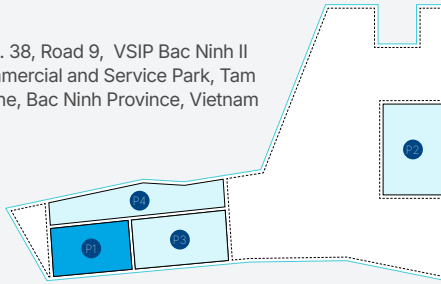 . 38, Road 9, VSIP Bac Ninh II
mercial and Service Park, Tam
ne, Bac Ninh Province, Vietnam
P2
P4
P3
P1